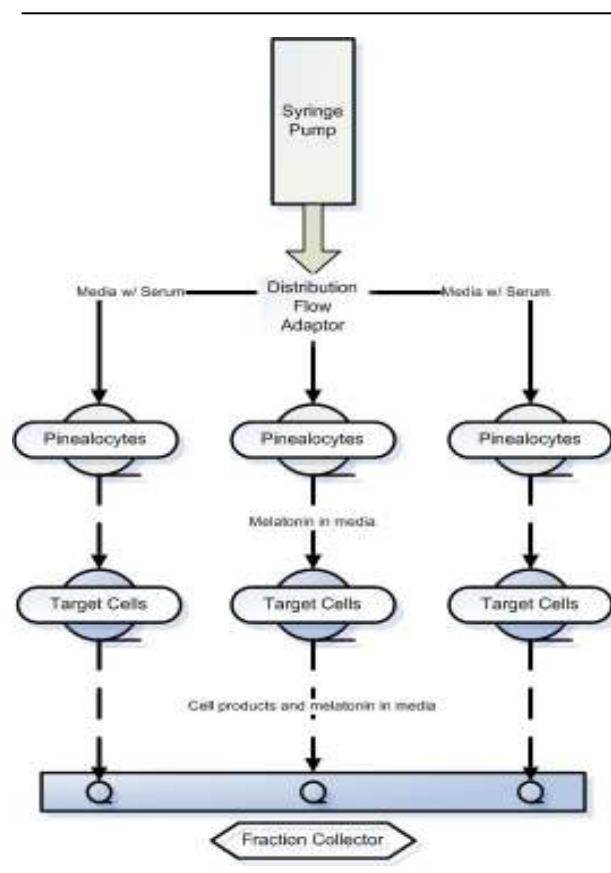 Syringe
Pump
Media w/ Serum
Distribution
Flow
Adaptor
Media w/ Serum
Pinealocytes
Pinealocytes
Pinealocytes
Melatonin in media
Target Cells
Target Cells
Target Cells
Cell products and melatonin in media
Fraction Collector